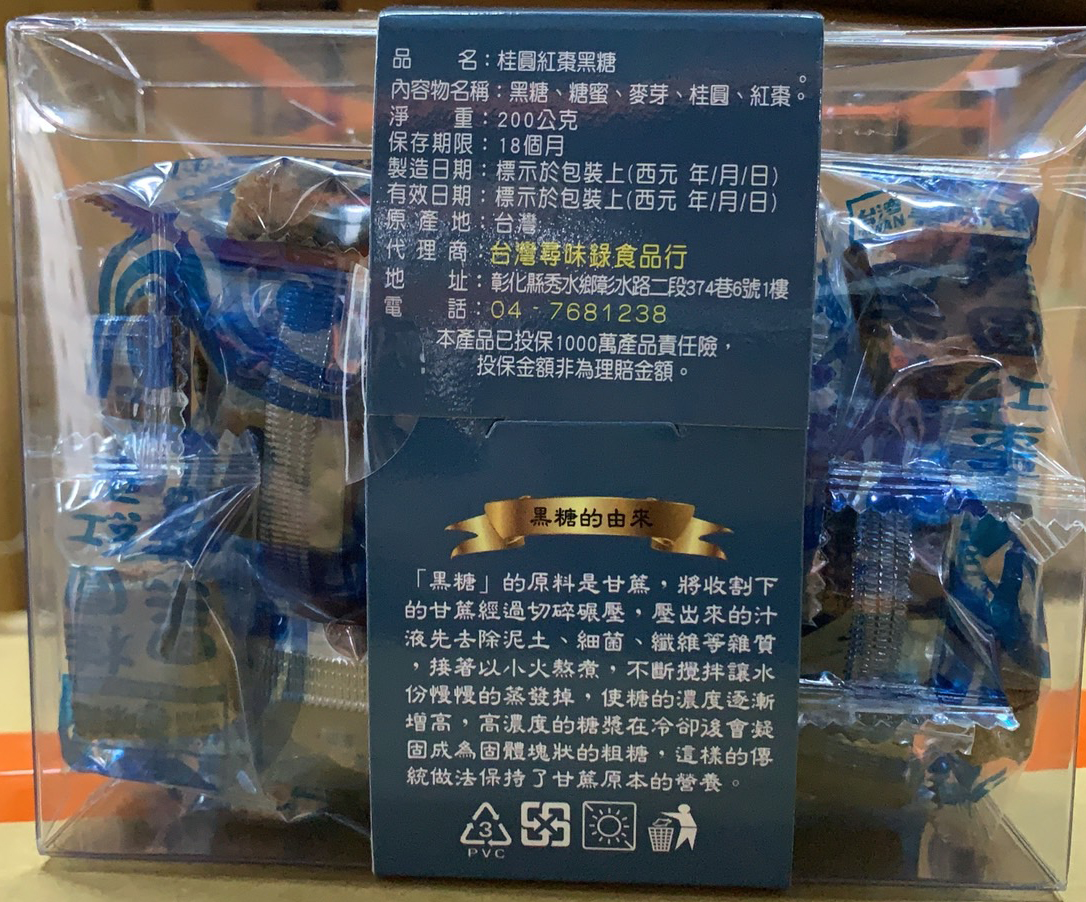 品名：桂圓紅棗黑糖
內容物名稱：黑糖、糖蜜、麥芽、桂圓、紅棗。
淨重：200公克
保存期限：18個月
製造日期：標示於包裝上(西元 年/月/日)
有效日期：標示於包裝上(西元 年/月/日)
原產地：台灣
代理商：台灣尋味錄食品行
地址：彰化縣秀水鄉彰水路二段374巷6號1樓
電話：04-7681238
本產品已投保1000萬產品責任險，
投保金額非為理賠金額。
黑糖的由來
「黑糖」的原料是甘蔗，將收割下
的甘蔗經過切碎碾壓，壓出來的汁
液先去除泥土、細菌、纖維等雜質
，接著以小火熬煮，不斷攪拌讓水
份慢慢的蒸發掉，使糖的濃度逐漸
增高，高濃度的糖漿在冷卻後會凝
固成為固體塊狀的粗糖，這樣的傳
統做法保持了甘蔗原本的營養。
3
PVC
台灣
紅棗